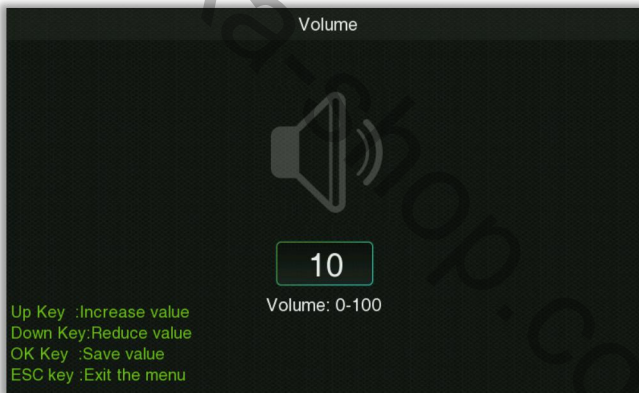 Volume
10
Volume: 0-100
Up Key :Increase value
Down Key:Reduce value
OK Key :Save value
ESC key :Exit the menu